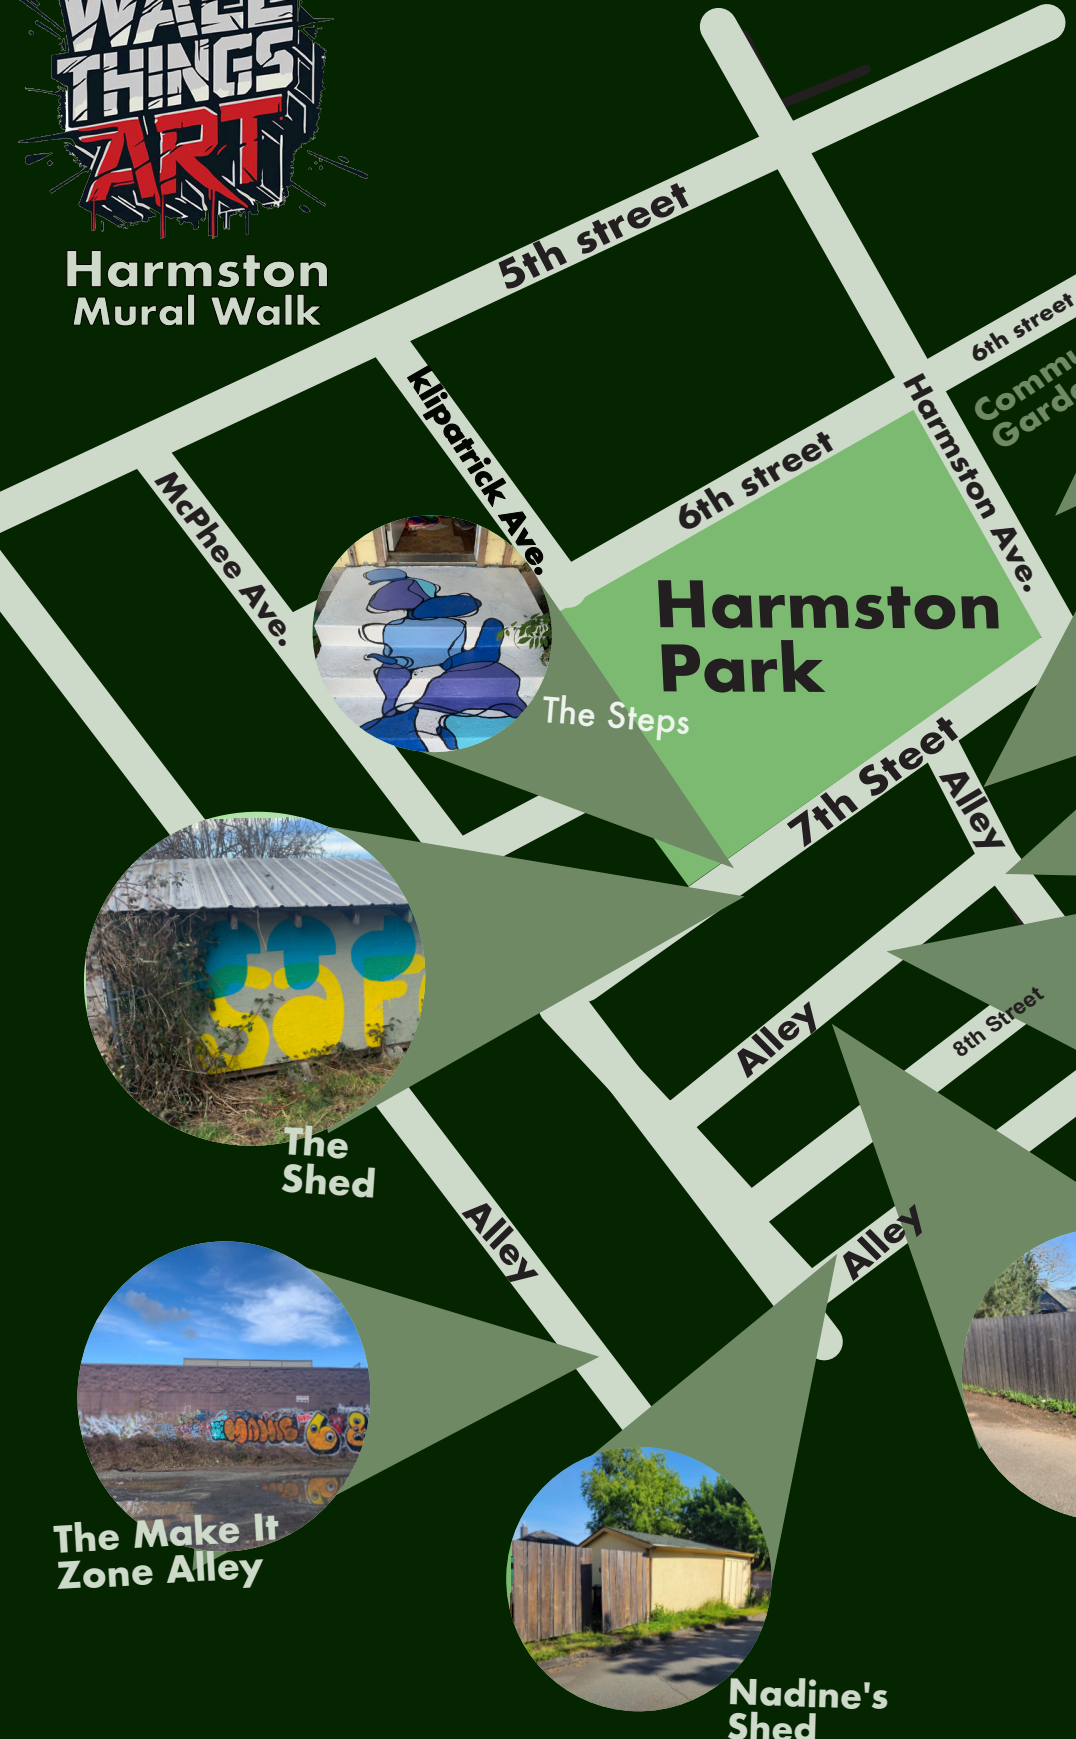 WALL
THINGS
ART
Harmston
Mural Walk
5th street
6th street
klipatrick Ave.
McPhee Ave.
6th street
Harmston Ave.
Harmston
Park
The Steps
7th Steet
Alley
Alley
8th Street
The
Shed
Alley
Alley
The Make It
Zone Alley
Nadine's
Shed